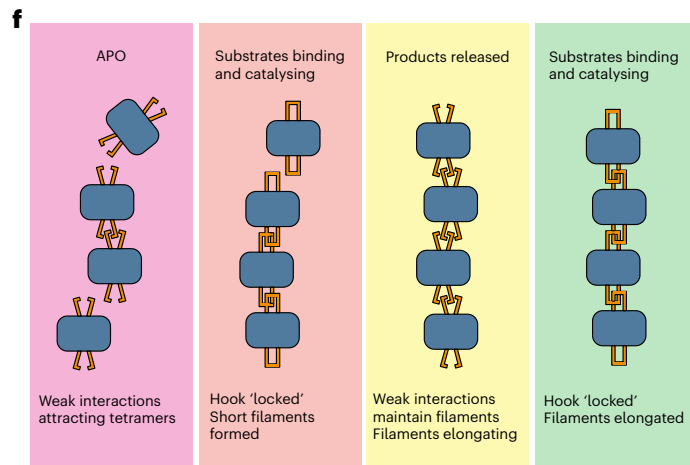 f
APO
Substrates binding
and catalysing
Products released
Substrates binding
and catalysing
Weak interactions
attracting tetramers
Hook ‘locked’
Short filaments
formed
Weak interactions
maintain filaments
Filaments elongating
Hook ‘locked’
Filaments elongated